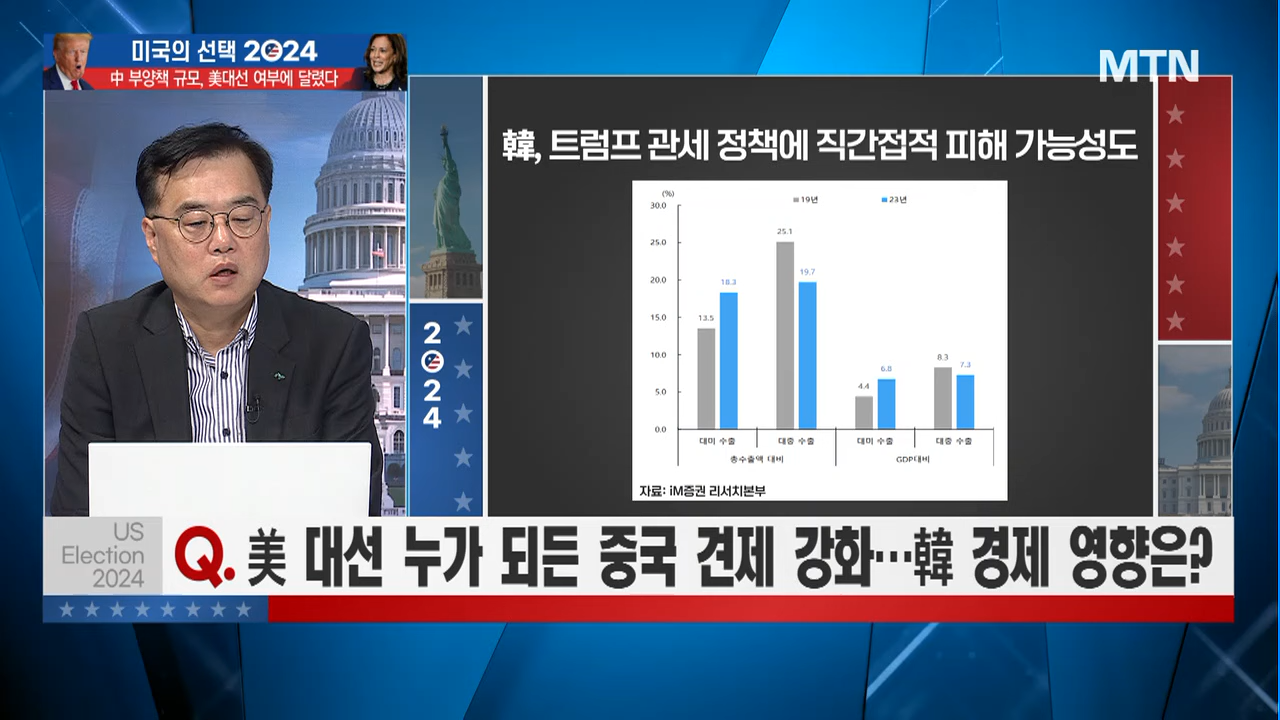 미국의 선택 2024
中 부양책 규모, 美대선 여부에 달렸다
MTN
韓, 트럼프 관세 정책에 직간접적 피해 가능성도
(%)
19년
23년
30.0
25.0
20.0
15.0
10.0
5.0
0.0
13.5
18.3
25.1
19.7
4.4
6.8
8.3
7.3
대미 수출
대중 수출
대미 수출
대중 수출
총수출액 대비
GDP대비
자료: iM증권 리서치본부
2024
US
Election
2024
Q. 美 대선 누가 되든 중국 견제 강화…韓 경제 영향은?